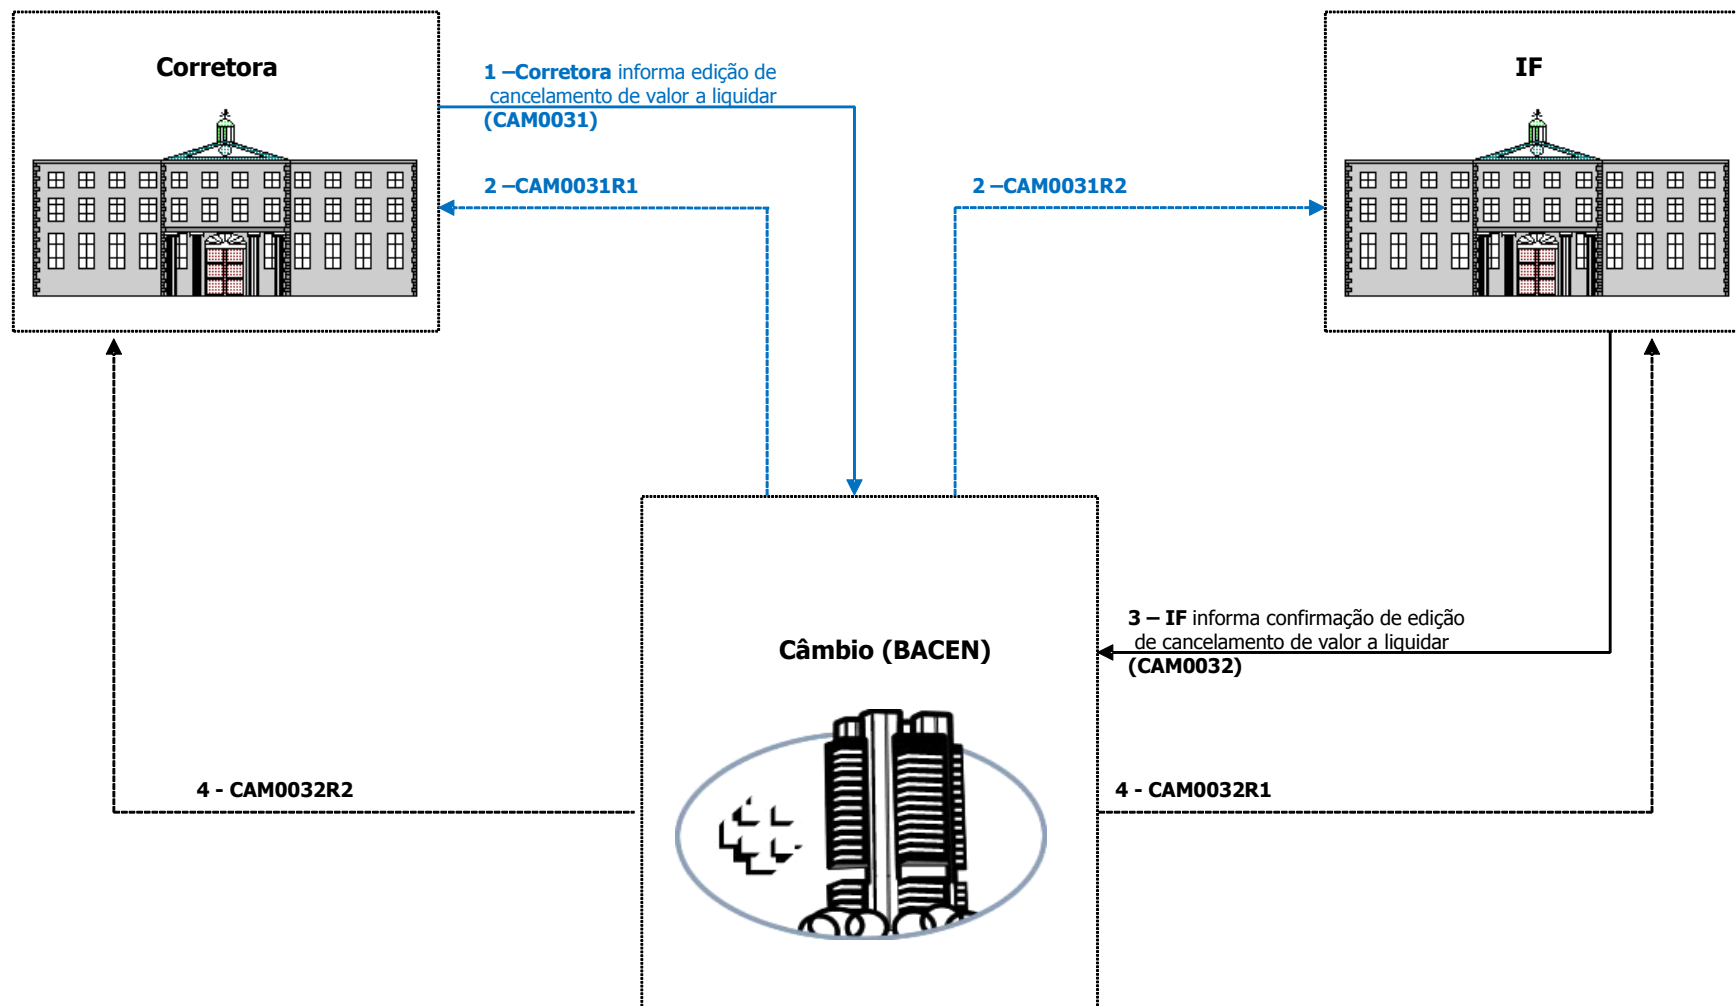 Corretora
IF
1 –Corretora informa edição de
cancelamento de valor a liquidar
(CAM0031)
2 –CAM0031R1
2 –CAM0031R2
3 – IF informa confirmação de edição
de cancelamento de valor a liquidar
(CAM0032)
Câmbio (BACEN)
4 - CAM0032R2
4 - CAM0032R1